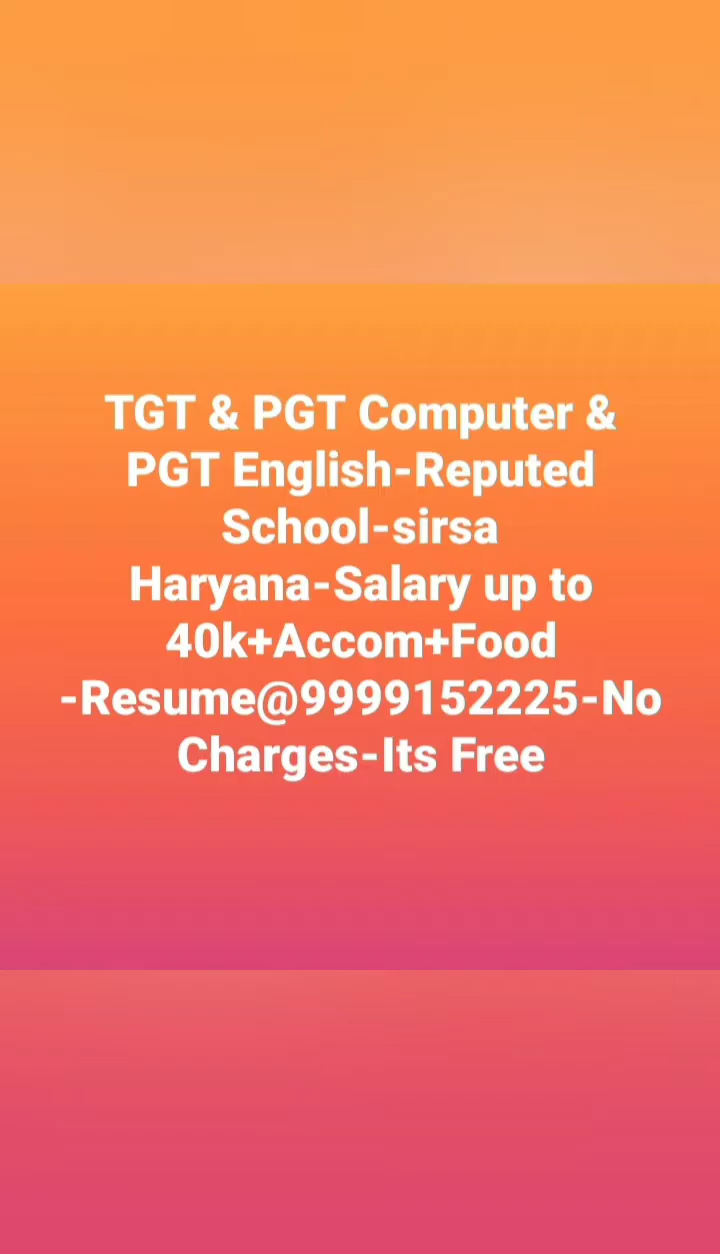 TGT & PGT Computer &
PGT English-Reputed
School-sirsa
Haryana-Salary up to
40k+Accom+Food
-Resume@9999152225-No
Charges-Its Free